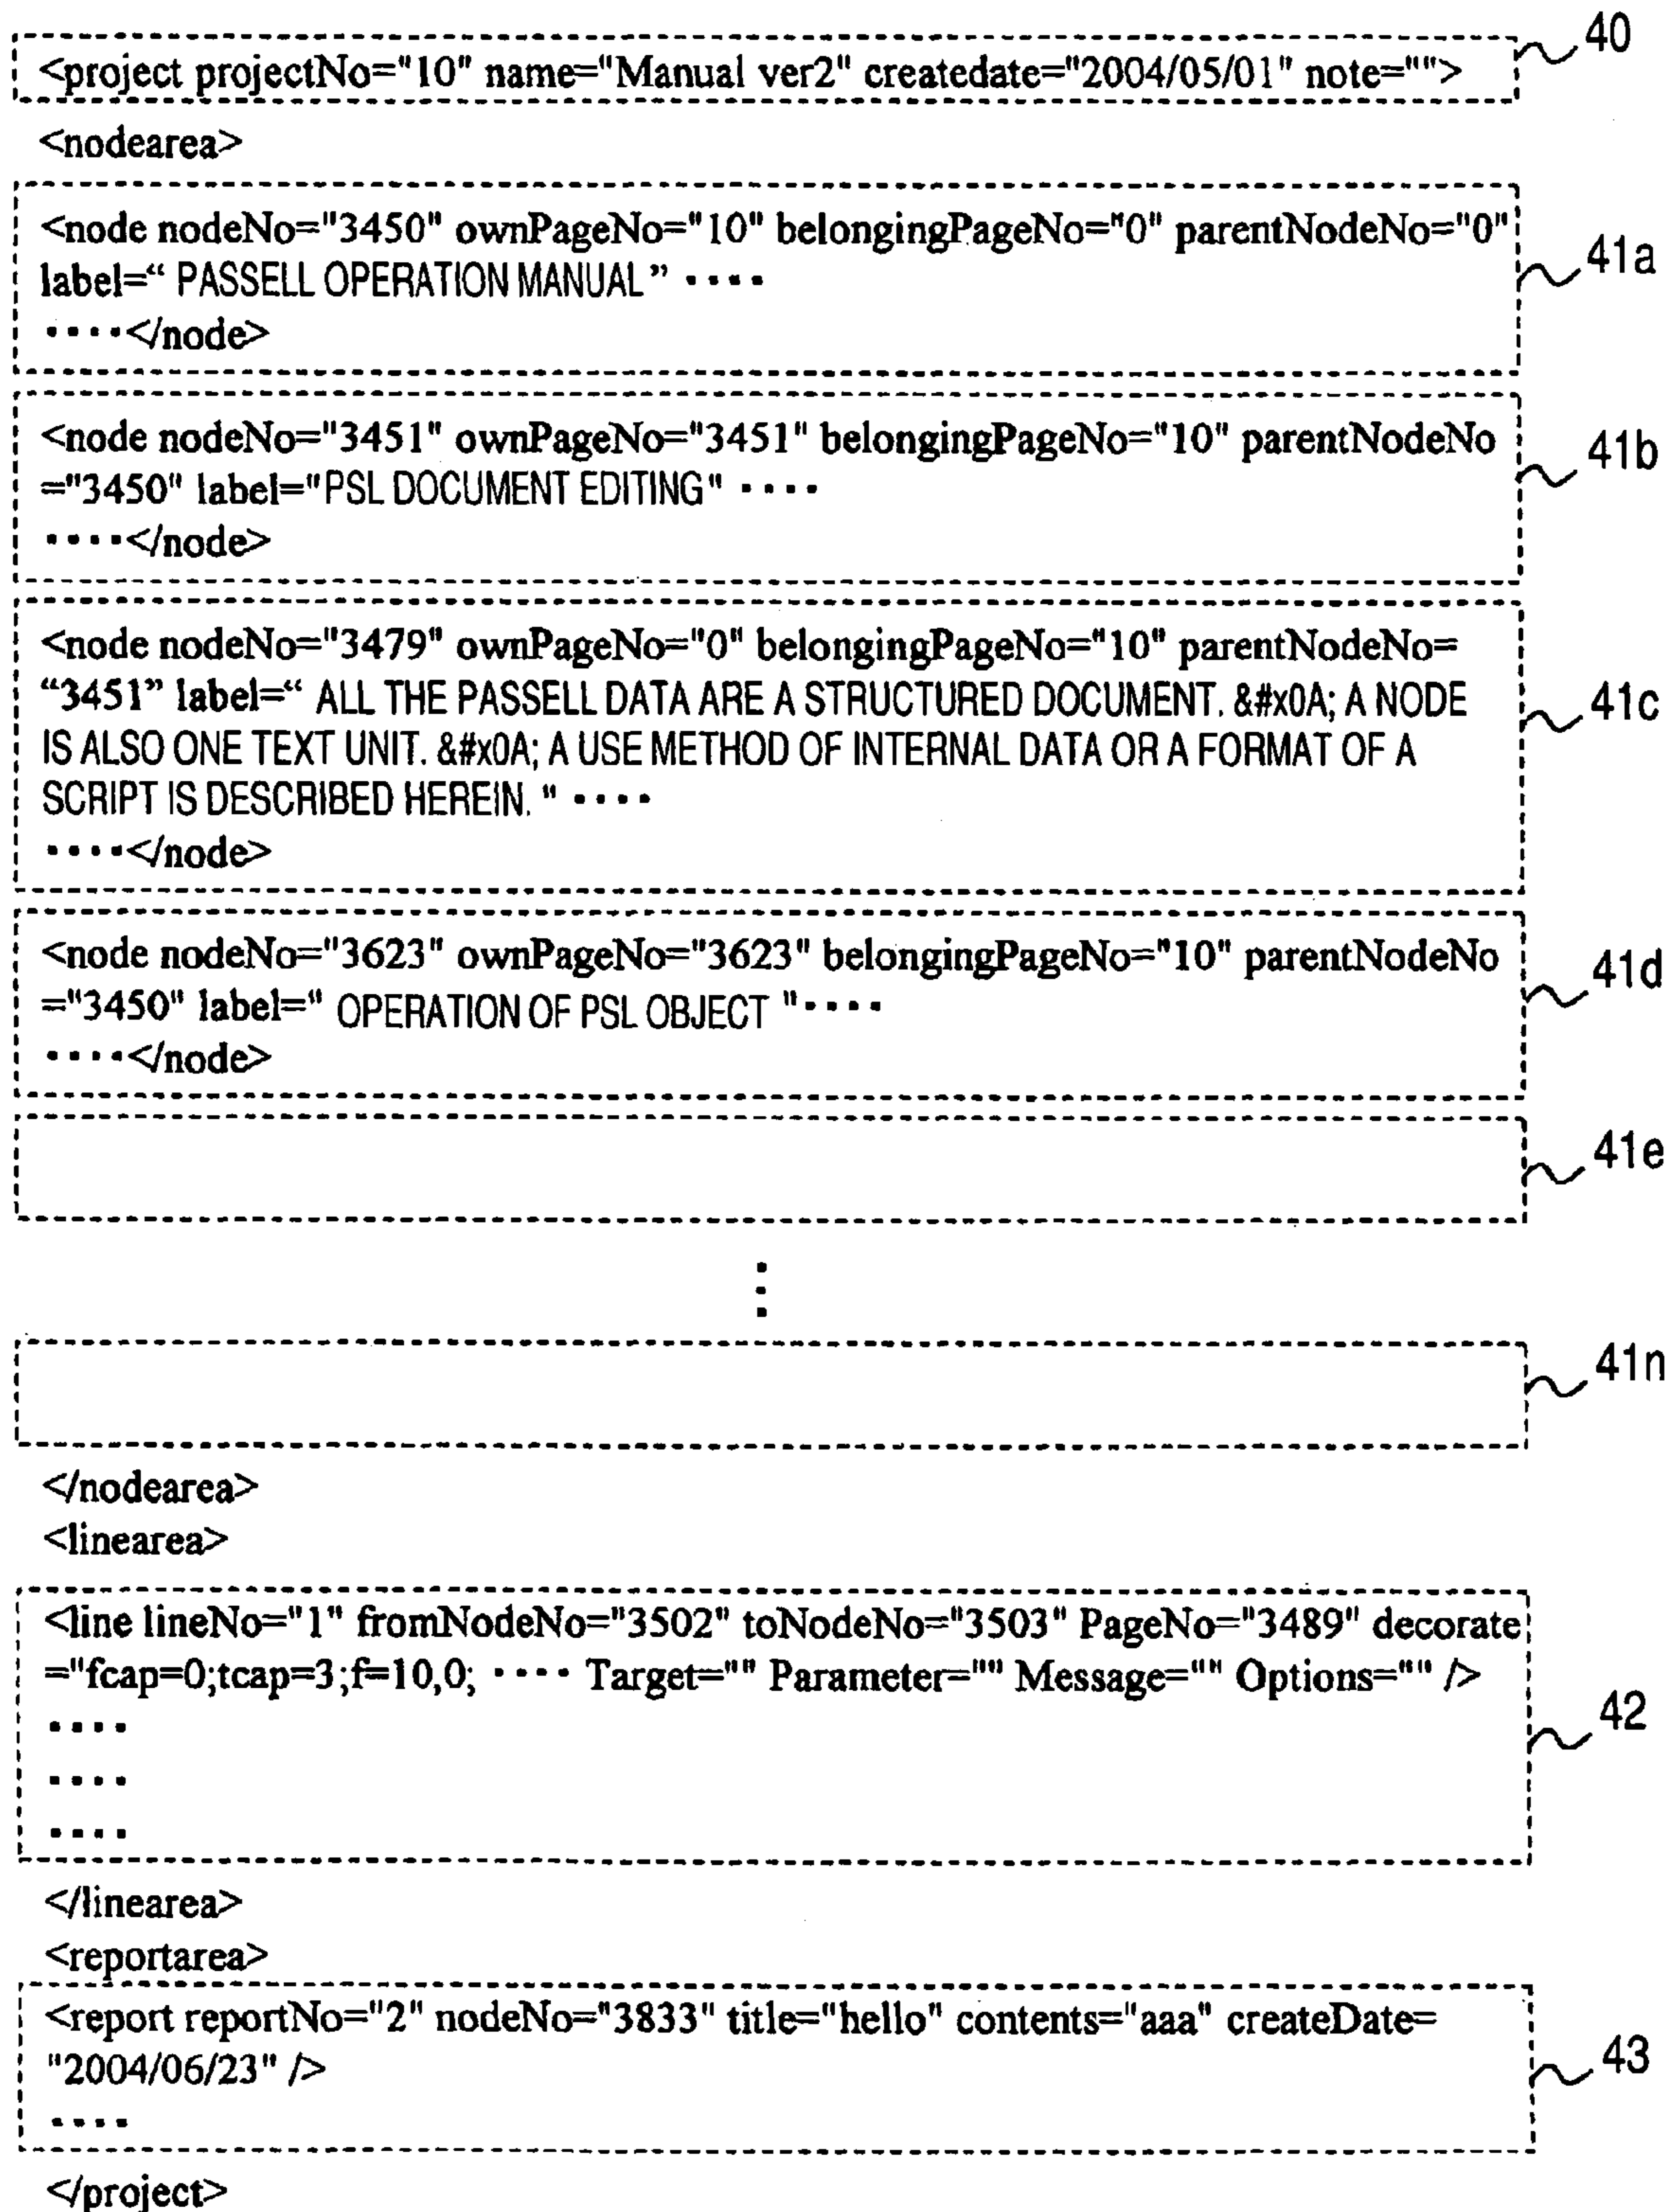 40
<project projectNo="10" name="Manual ver2" createdate="2004/05/01" note="">
<nodearea>
<node nodeNo="3450" ownPageNo="10" belongingPageNo="0" parentNodeNo="0"
label=“ PASSELL OPERATION MANUAL” ････
････</node>
41a
<node nodeNo="3451" ownPageNo="3451" belongingPageNo="10" parentNodeNo
="3450" label="PSL DOCUMENT EDITING" ････
････</node>
41b
<node nodeNo="3479" ownPageNo="0" belongingPageNo="10" parentNodeNo=
“3451” label=“ ALL THE PASSELL DATA ARE A STRUCTURED DOCUMENT. &#x0A; A NODE
IS ALSO ONE TEXT UNIT. &#x0A; A USE METHOD OF INTERNAL DATA OR A FORMAT OF A
SCRIPT IS DESCRIBED HEREIN. " ････
････</node>
41c
<node nodeNo="3623" ownPageNo="3623" belongingPageNo="10" parentNodeNo
="3450" label=" OPERATION OF PSL OBJECT "････
････</node>
41d
41e
⋮
41n
</nodearea>
<linearea>
<line lineNo="1" fromNodeNo="3502" toNodeNo="3503" PageNo="3489" decorate
="fcap=0;tcap=3;f=10,0; ････ Target="" Parameter="" Message="" Options="" />
････
････
････
42
</linearea>
<reportarea>
<report reportNo="2" nodeNo="3833" title="hello" contents="aaa" createDate=
"2004/06/23" />
････
43
</project>